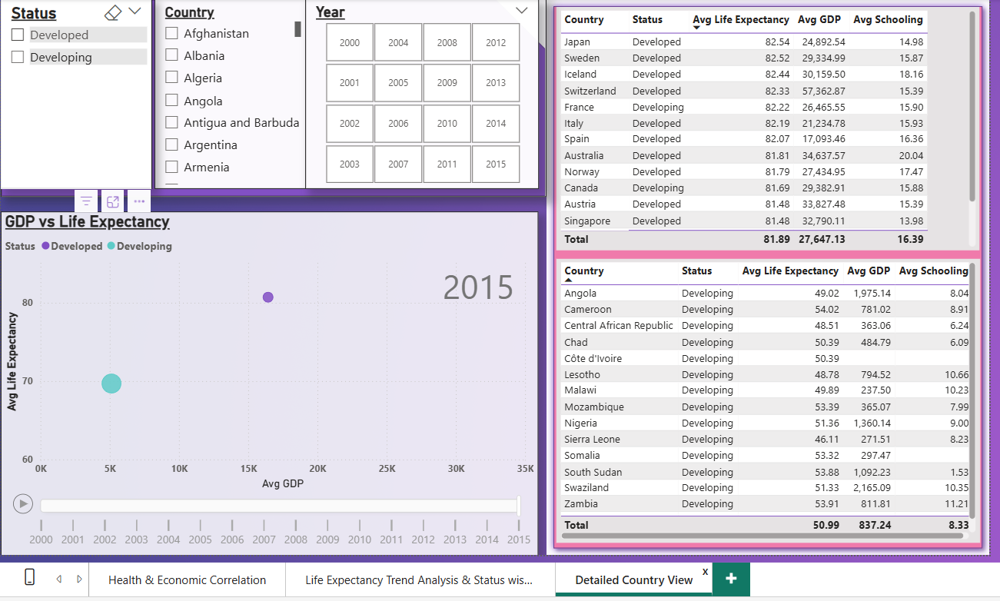 Status
Developed
Developing
Country
Afghanistan
Albania
Algeria
Angola
Antigua and Barbuda
Argentina
Armenia
Year
2000 2004 2008 2012
2001 2005 2009 2013
2002 2006 2010 2014
2003 2007 2011 2015
GDP vs Life Expectancy
Status Developed Developing
2015
80
70
60
Avg Life Expectancy
0K 5K 10K 15K 20K 25K 30K 35K
Avg GDP
2000 2001 2002 2003 2004 2005 2006 2007 2008 2009 2010 2011 2012 2013 2014 2015
Country Status Avg Life Expectancy Avg GDP Avg Schooling
Japan Developed 82.54 24,892.54 14.98
Sweden Developed 82.52 29,334.99 15.87
Iceland Developed 82.44 30,159.50 18.16
Switzerland Developed 82.33 57,362.87 15.39
France Developing 82.22 26,465.55 15.90
Italy Developed 82.19 21,234.78 15.93
Spain Developed 82.07 17,093.46 16.36
Australia Developed 81.81 34,637.57 20.04
Norway Developed 81.79 27,434.95 17.47
Canada Developing 81.69 29,382.91 15.88
Austria Developed 81.48 33,827.48 15.39
Singapore Developed 81.48 32,790.11 13.98
Total 81.89 27,647.13 16.39
Country Status Avg Life Expectancy Avg GDP Avg Schooling
Angola Developing 49.02 1,975.14 8.04
Cameroon Developing 54.02 781.02 8.91
Central African Republic Developing 48.51 363.06 6.24
Chad Developing 50.39 484.79 6.09
Côte d'Ivoire Developing 50.39
Lesotho Developing 48.78 794.52 10.66
Malawi Developing 49.89 237.50 10.23
Mozambique Developing 53.39 365.07 7.99
Nigeria Developing 51.36 1,360.14 9.00
Sierra Leone Developing 46.11 271.51 8.23
Somalia Developing 53.32 297.47
South Sudan Developing 53.88 1,092.23 1.53
Swaziland Developing 51.33 2,165.09 10.35
Zambia Developing 53.91 811.81 11.21
Total 50.99 837.24 8.33
Health & Economic Correlation
Life Expectancy Trend Analysis & Status wis...
Detailed Country View x
+